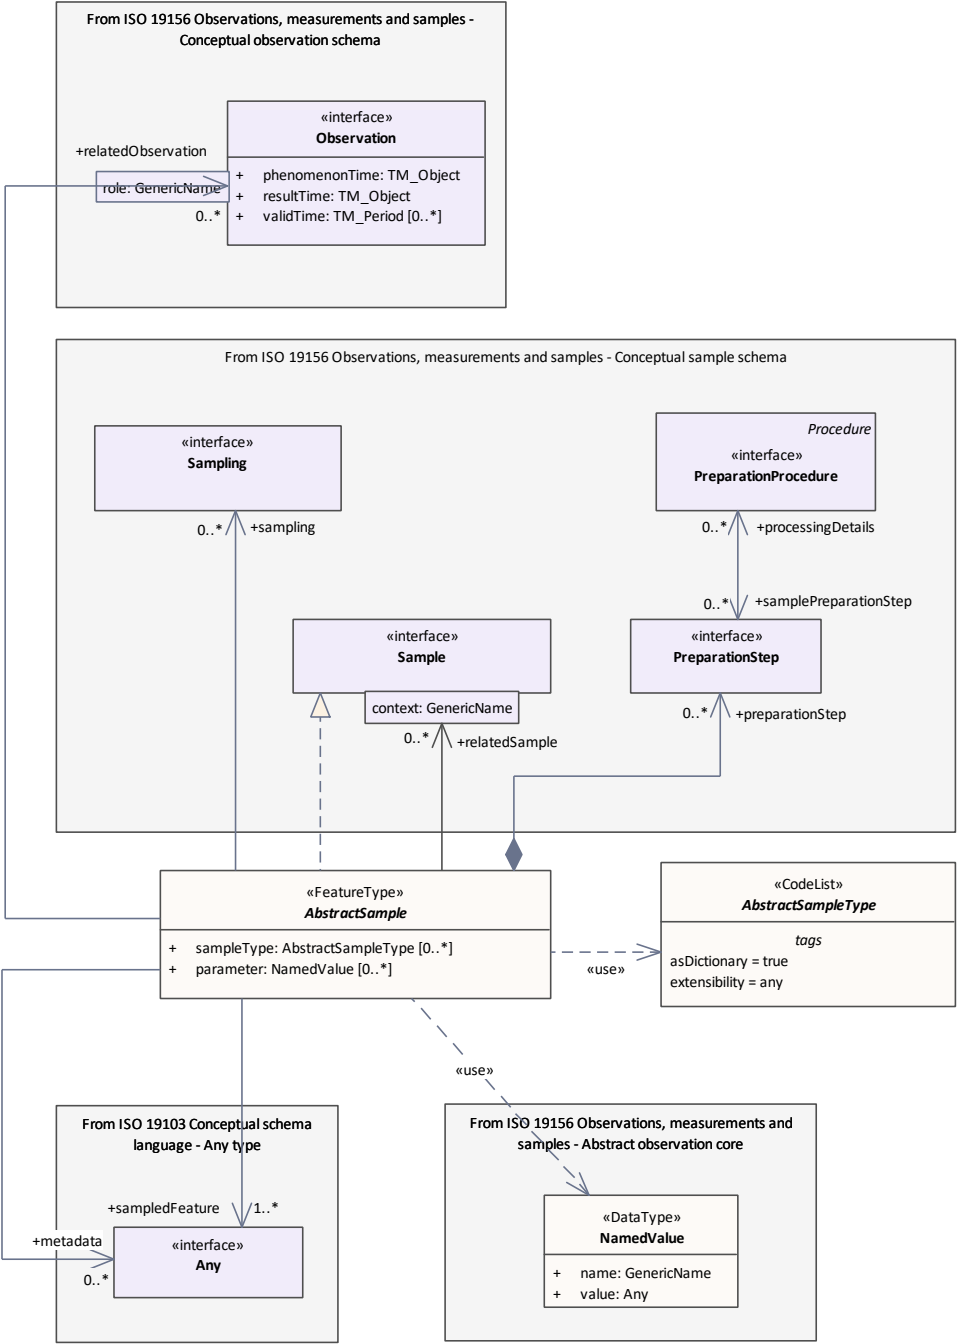 From ISO 19156 Observations, measurements and samples -
Conceptual observation schema
«interface»
Observation
+relatedObservation
+ phenomenonTime: TM_Object
role: GenericName
+ resultTime: TM_Object
0..*
+ validTime: TM_Period [0..*]
From ISO 19156 Observations, measurements and samples - Conceptual sample schema
«interface»
Sampling
Procedure
«interface»
PreparationProcedure
0..* +sampling
0..* +processingDetails
0..* +samplePreparationStep
«interface»
Sample
«interface»
PreparationStep
context: GenericName
0..* +preparationStep
0..* +relatedSample
«FeatureType»
AbstractSample
+ sampleType: AbstractSampleType [0..*]
+ parameter: NamedValue [0..*]
«CodeList»
AbstractSampleType
tags
asDictionary = true
extensibility = any
«use»
«use»
From ISO 19103 Conceptual schema
language - Any type
+sampledFeature 1..*
+metadata
0..*
«interface»
Any
From ISO 19156 Observations, measurements and
samples - Abstract observation core
«DataType»
NamedValue
+ name: GenericName
+ value: Any